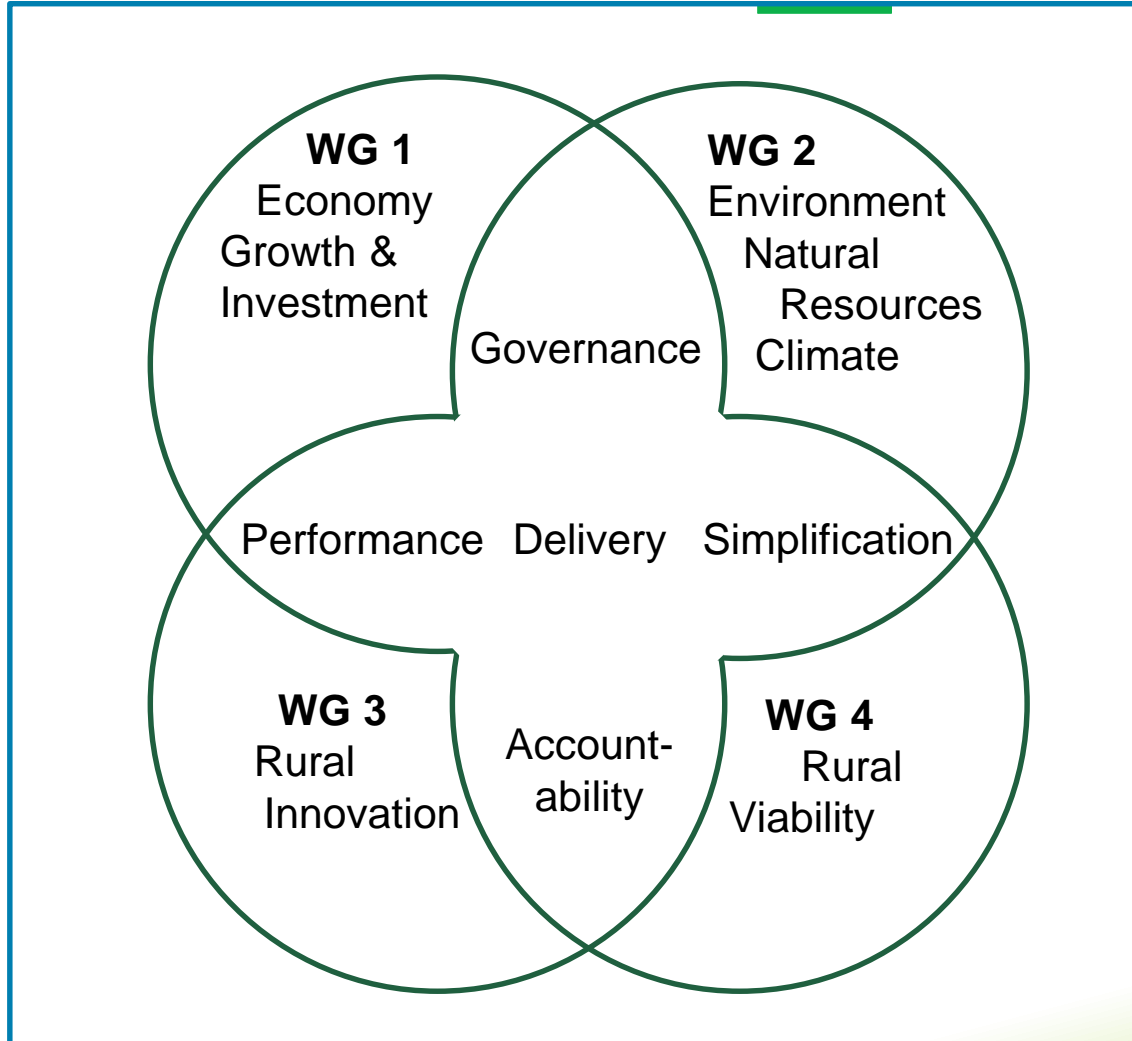 WG 1
Economy
Growth &
Investment
WG 2
Environment
Natural
Resources
Climate
Governance
Performance
Delivery
Simplification
WG 3
Rural
Innovation
Account-
ability
WG 4
Rural
Viability